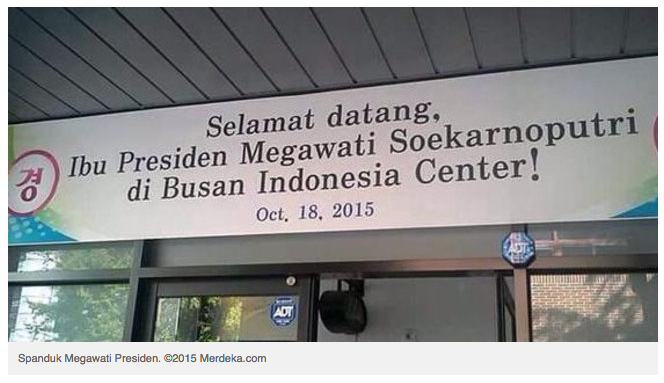 Selamat datang,
Ibu Presiden Megawati Soekarnoputri
di Busan Indonesia Center!
Oct. 18, 2015
경
ADT
ADT
Spanduk Megawati Presiden. ©2015 Merdeka.com